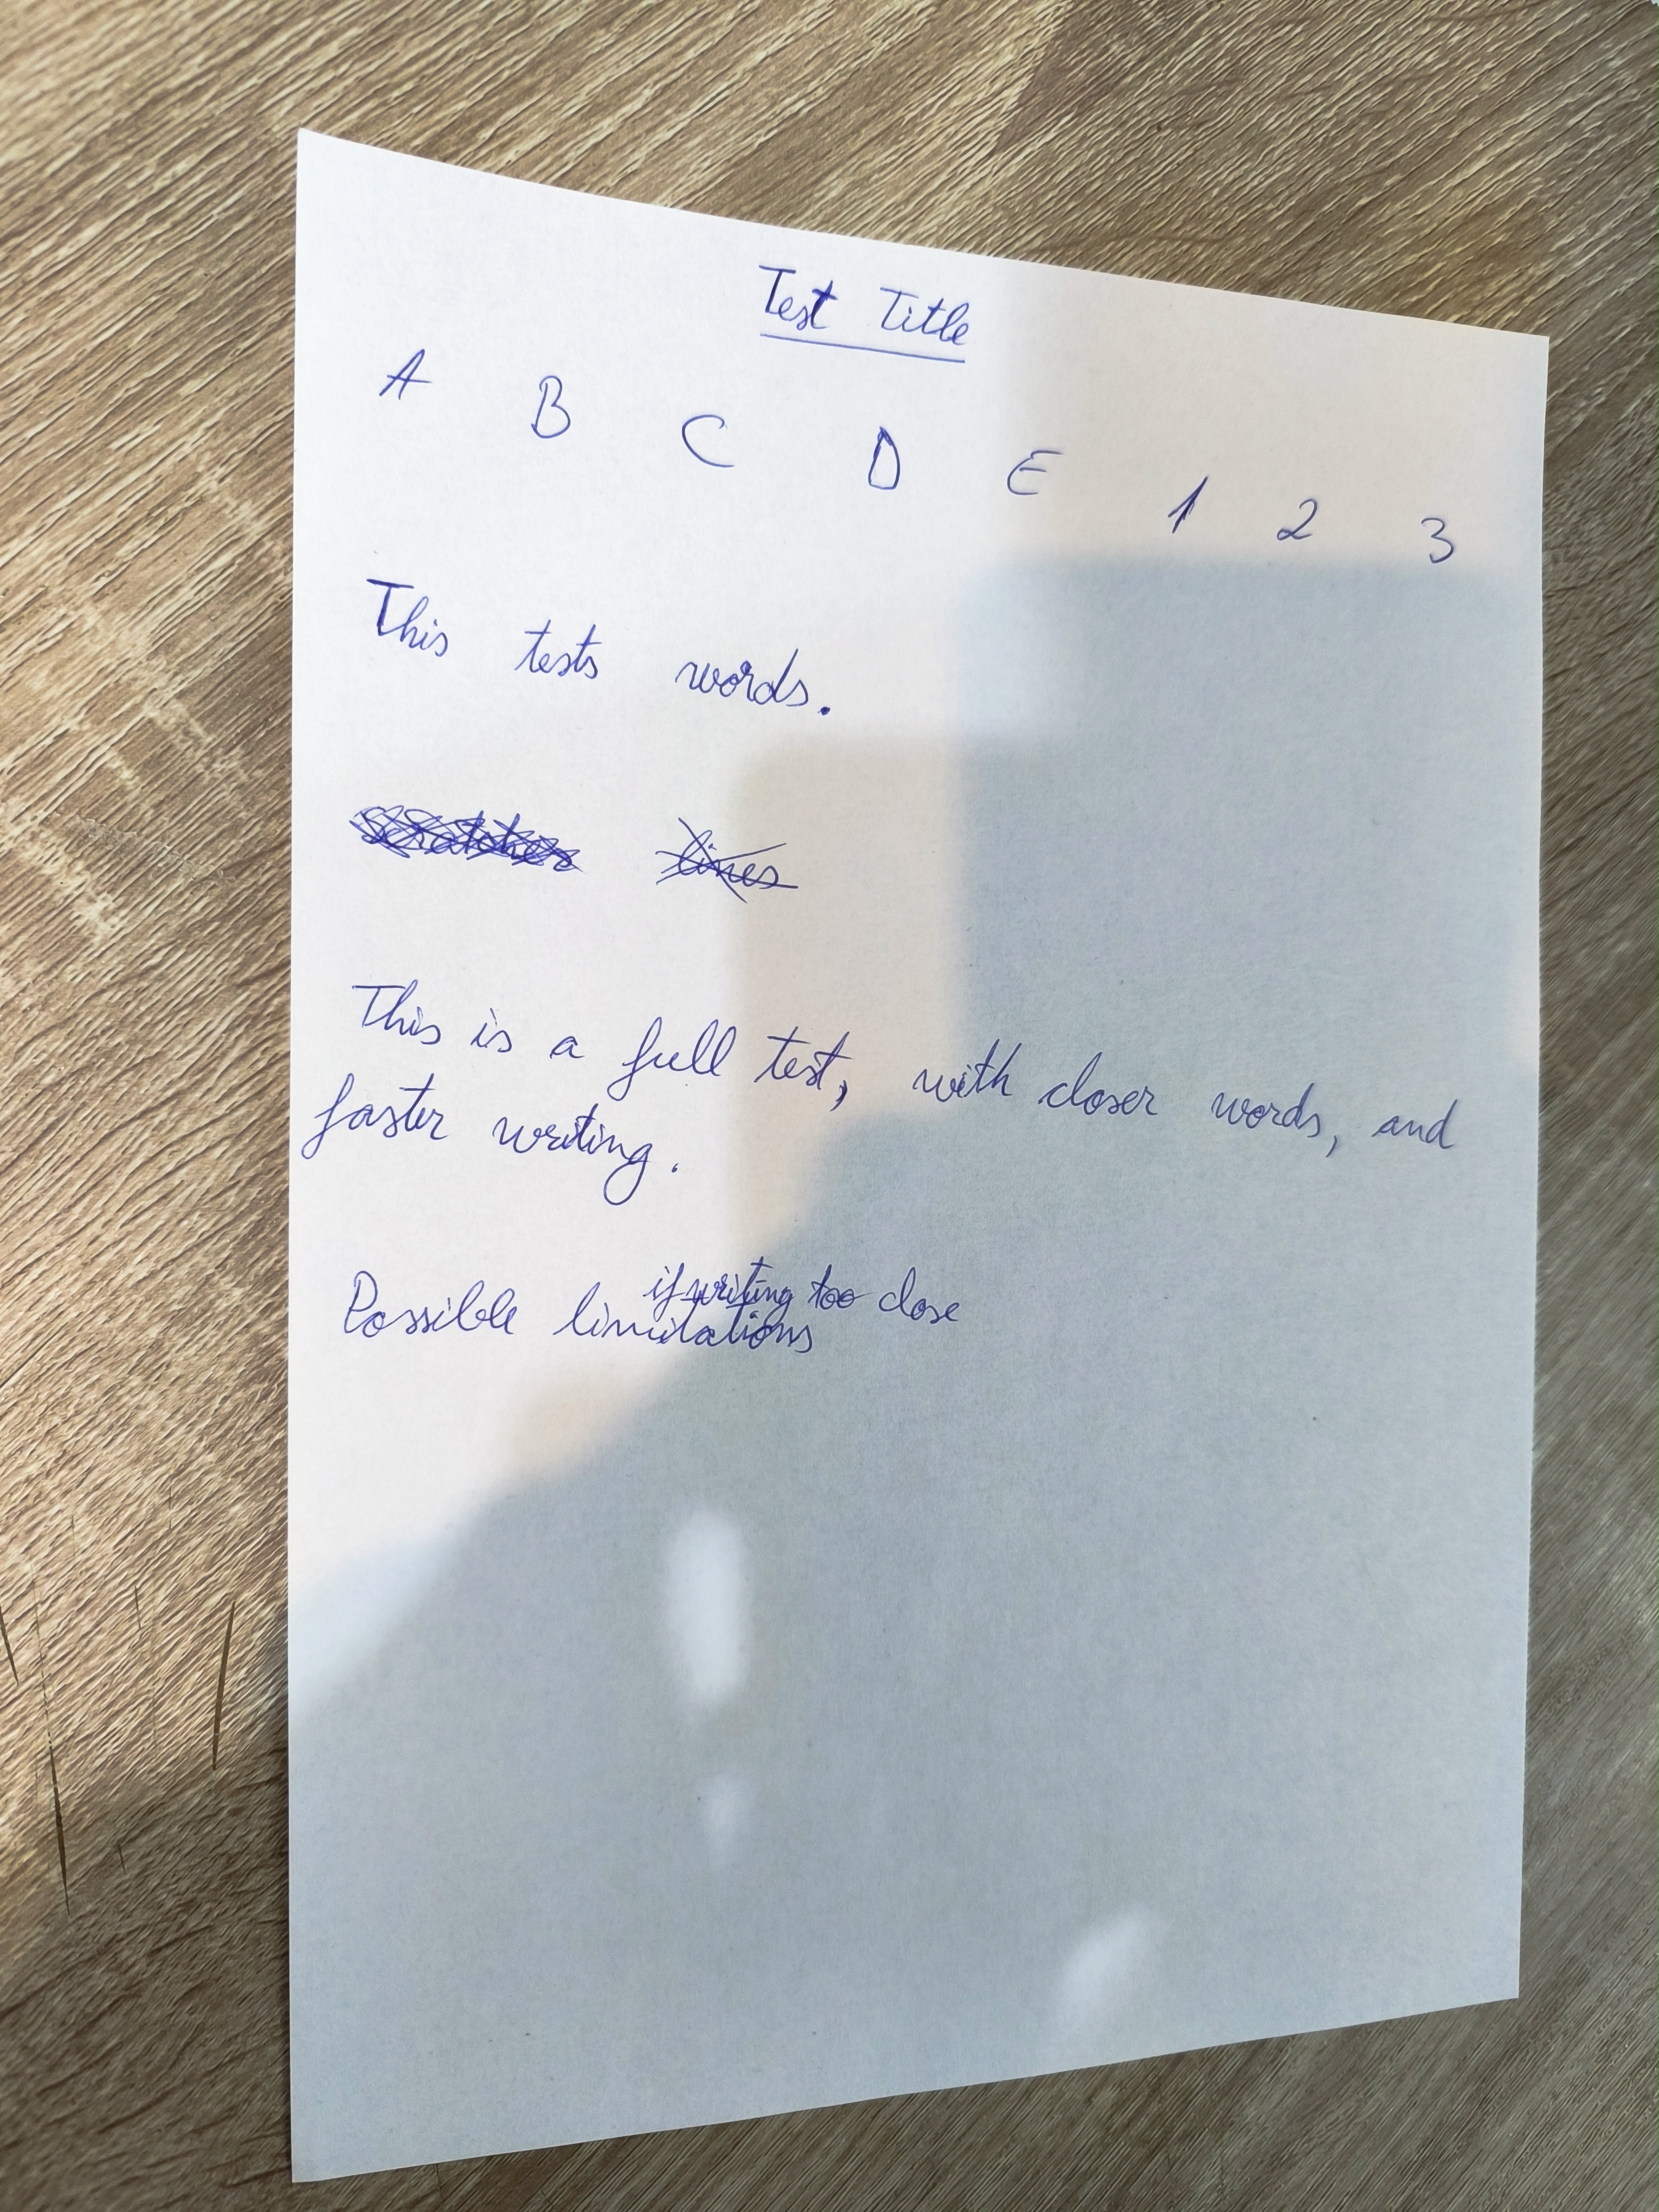 Test Title
A B C D E 1 2 3
This tests words.
scratches lines
This is a full test, with closer words, and
faster writing.
if writing too close
Possible limitations